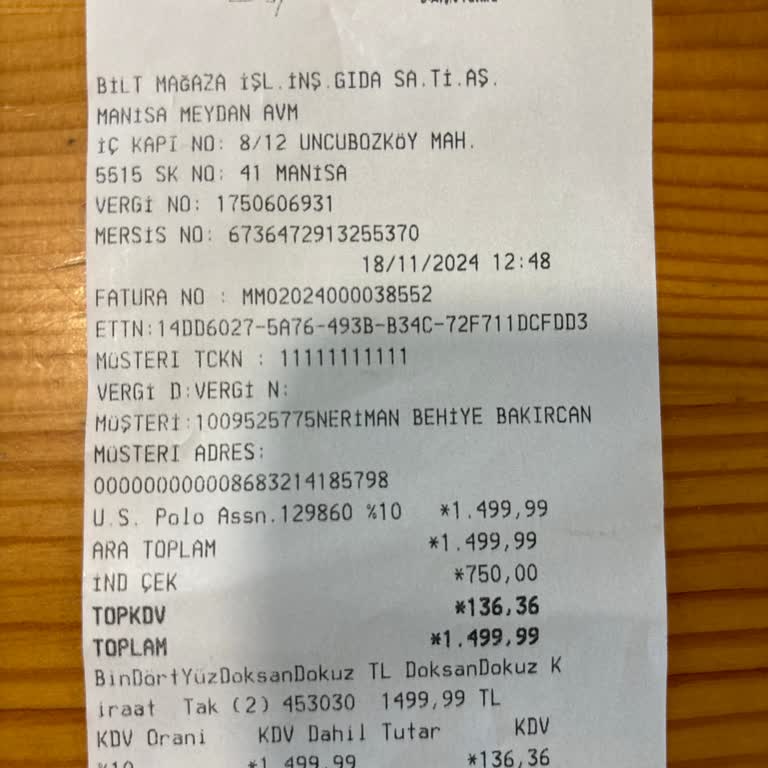 BİLT MAĞAZA İŞL.İNŞ.GIDA SA.Tİ.AŞ.
MANİSA MEYDAN AVM
İÇ KAPI NO: 8/12 UNCUBOZKÖY MAH.
5515 SK NO: 41 MANİSA
VERGİ NO: 1750606931
MERSİS NO: 6736472913255370
18/11/2024 12:48
FATURA NO : MM02024000038552
ETTN:14DD6027-5A76-493B-B34C-72F711DCFDD3
MÜSTERI TCKN : 11111111111
VERGİ D:VERGİ N:
MÜŞTERİ:1009525775NERİMAN BEHİYE BAKIRCAN
MÜSTERI ADRES:
0000000000008683214185798
U.S. Polo Assn.129860 %10 *1.499,99
ARA TOPLAM *1.499,99
İND ÇEK *750,00
TOPKDV *136,36
TOPLAM *1.499,99
BinDörtYüzDoksanDokuz TL DoksanDokuz K
iraat Tak (2) 453030 1499,99 TL
KDV Orani KDV Dahil Tutar KDV
%10 *1.499,99 *136,36